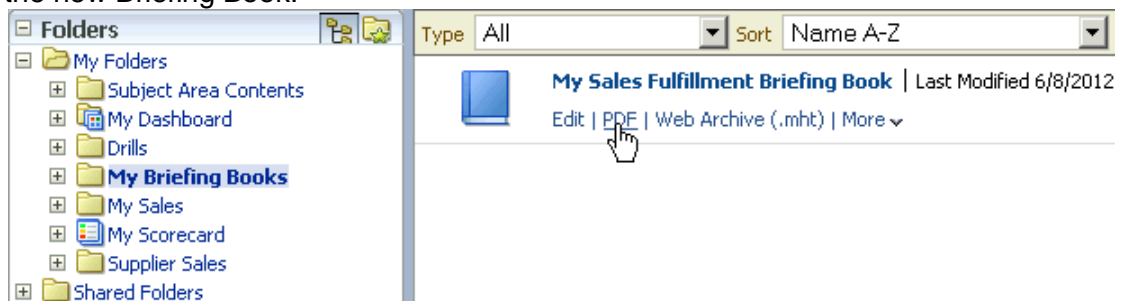 the new Briefing Book.
Folders
My Folders
Subject Area Contents
My Dashboard
Drills
My Briefing Books
My Sales
My Scorecard
Supplier Sales
Shared Folders
Type All Sort Name A-Z
My Sales Fulfillment Briefing Book | Last Modified 6/8/2012
Edit | PDF | Web Archive (.mht) | More